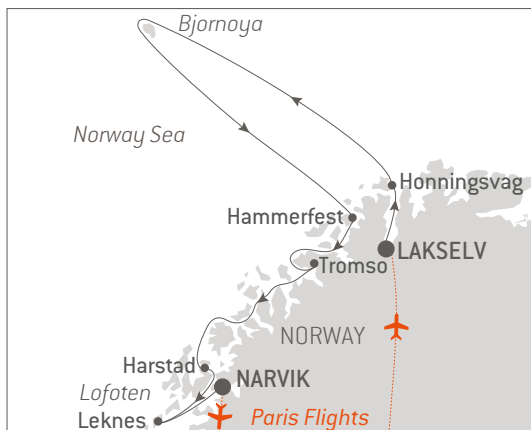 Bjornoya
Norway Sea
Honningsvag
Hammerfest
LAKSELV
Tromso
NORWAY
Harstad
NARVIK
Lofoten
Leknes
Paris Flights